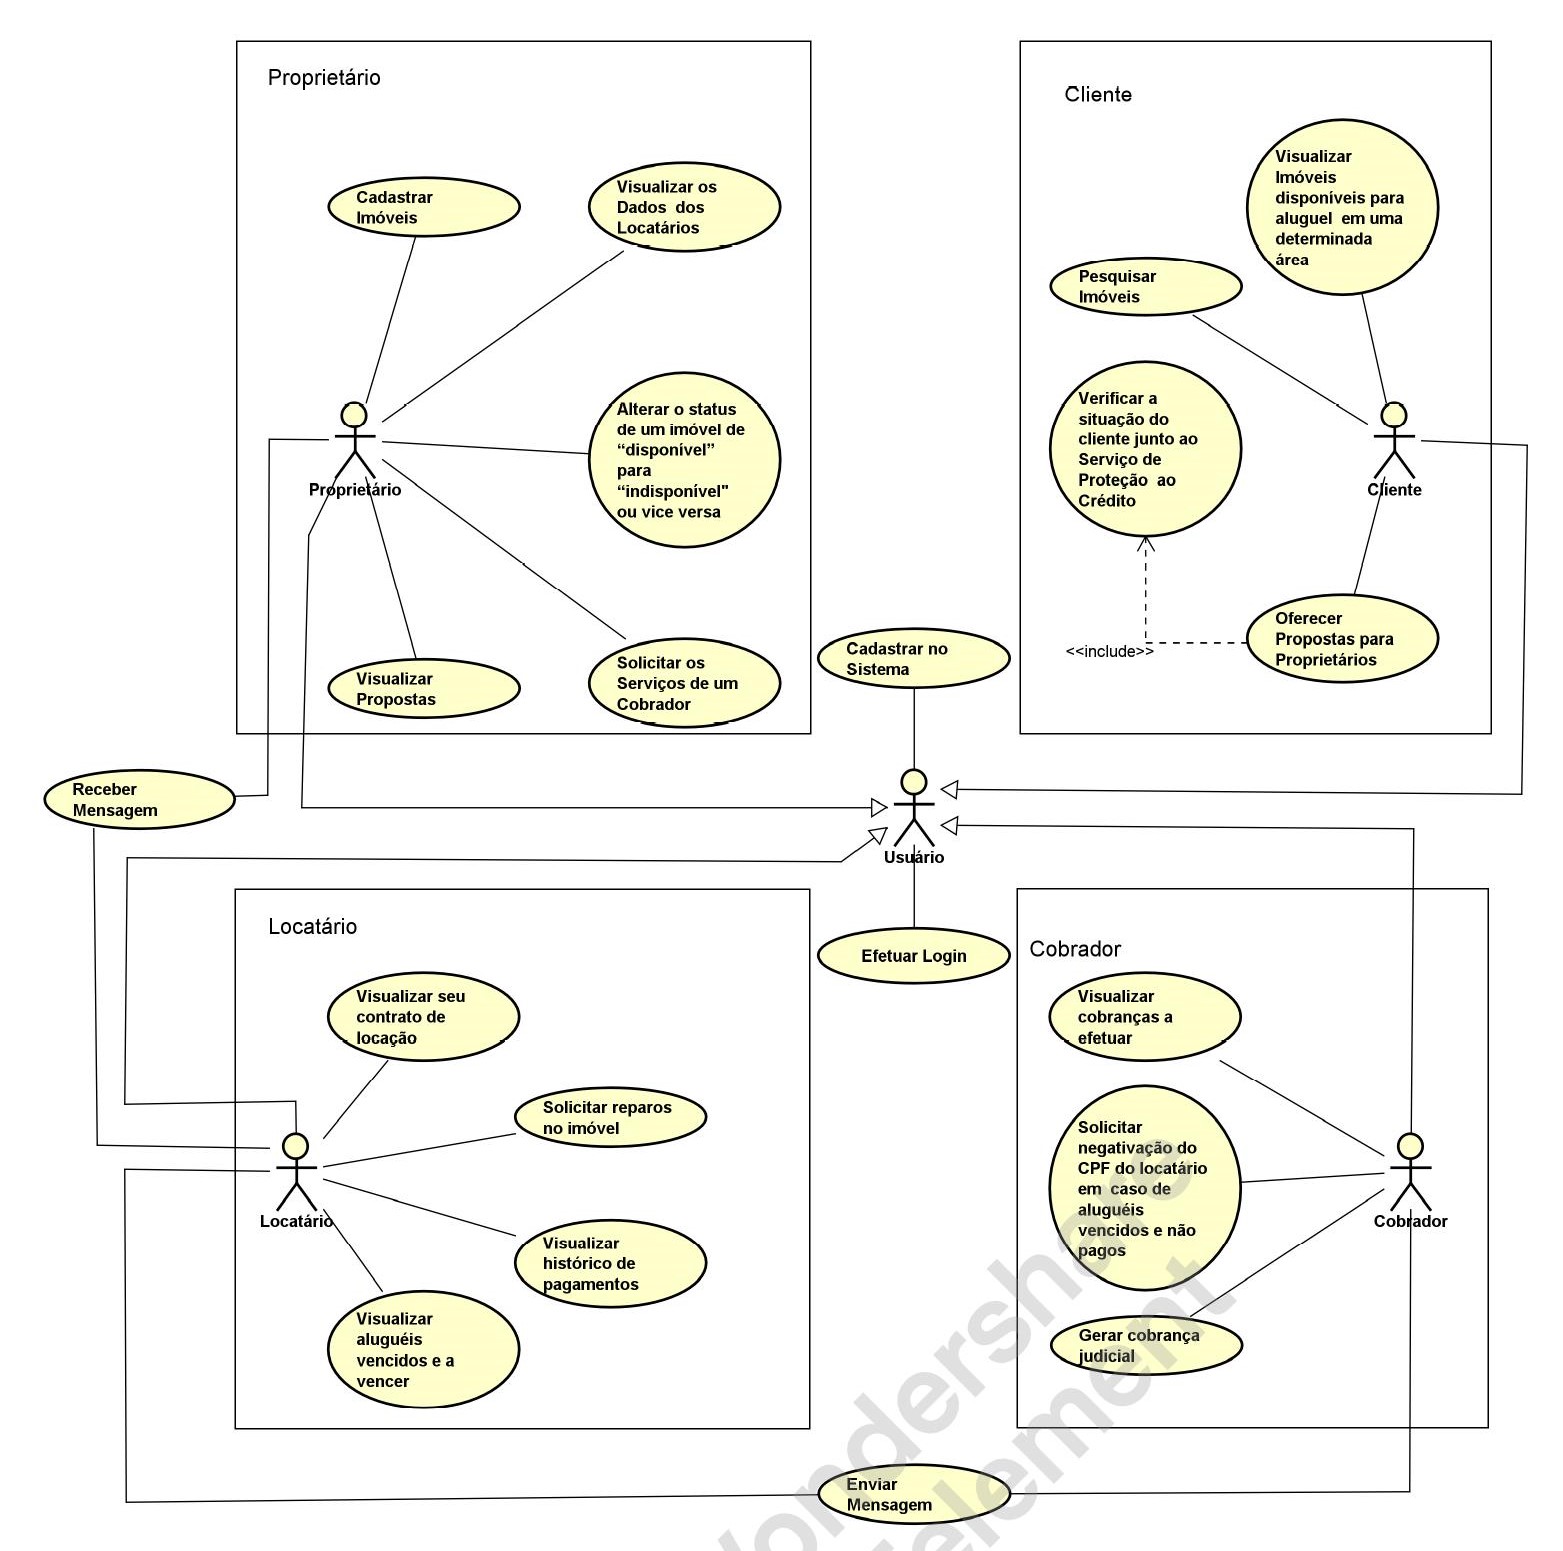 Proprietário
Cadastrar
Imóveis
Visualizar os
Dados dos
Locatários
Alterar o status
de um imóvel de
“disponível”
para
“indisponível"
ou vice versa
Proprietário
Visualizar
Propostas
Solicitar os
Serviços de um
Cobrador
Cliente
Visualizar
Imóveis
disponíveis para
aluguel em uma
determinada
área
Pesquisar
Imóveis
Verificar a
situação do
cliente junto ao
Serviço de
Proteção ao
Crédito
Cliente
<<include>>
Oferecer
Propostas para
Proprietários
Cadastrar no
Sistema
Receber
Mensagem
Usuário
Efetuar Login
Locatário
Visualizar seu
contrato de
locação
Solicitar reparos
no imóvel
Locatário
Visualizar
histórico de
pagamentos
Visualizar
aluguéis
vencidos e a
vencer
Cobrador
Visualizar
cobranças a
efetuar
Solicitar
negativação do
CPF do locatário
em caso de
aluguéis
vencidos e não
pagos
Cobrador
Gerar cobrança
judicial
Enviar
Mensagem
Wondershare